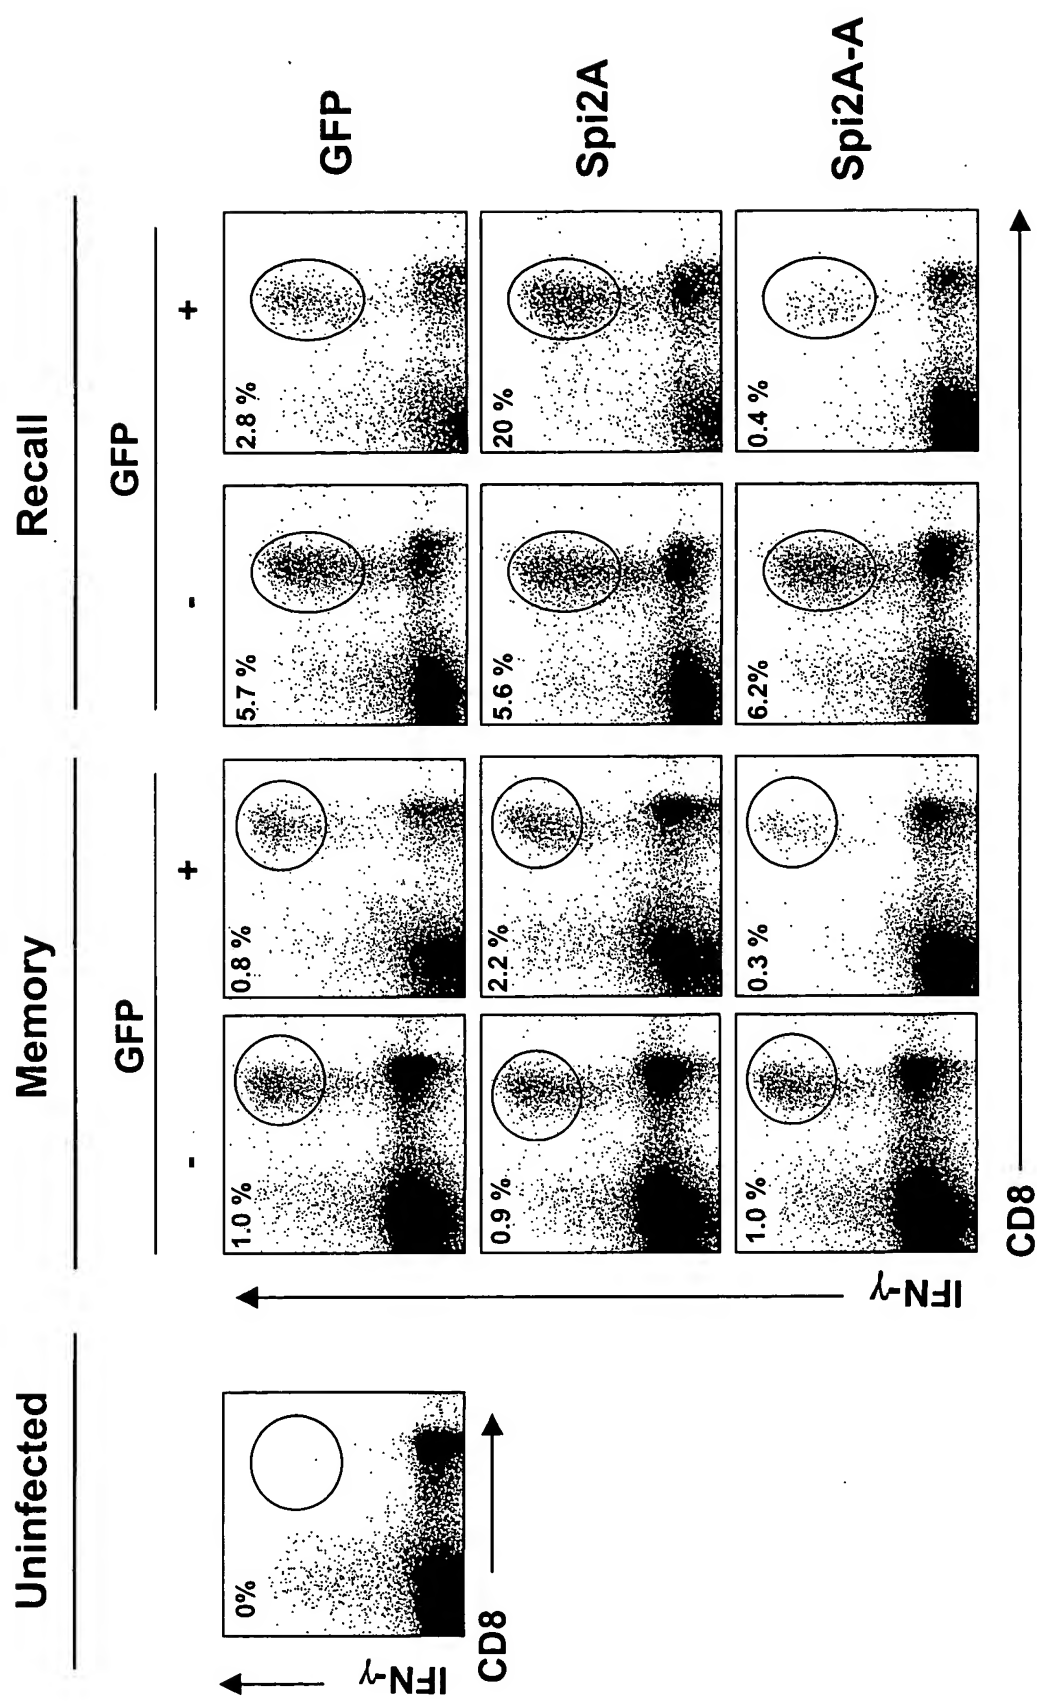 Uninfected Memory Recall
GFP GFP
- + - +
0% 1.0 % 0.8 % 5.7 % 2.8 % GFP
0.9 % 2.2 % 5.6 % 20 % Spi2A
1.0 % 0.3 % 6.2% 0.4 % Spi2A-A
IFN-γ
CD8
IFN-γ
CD8